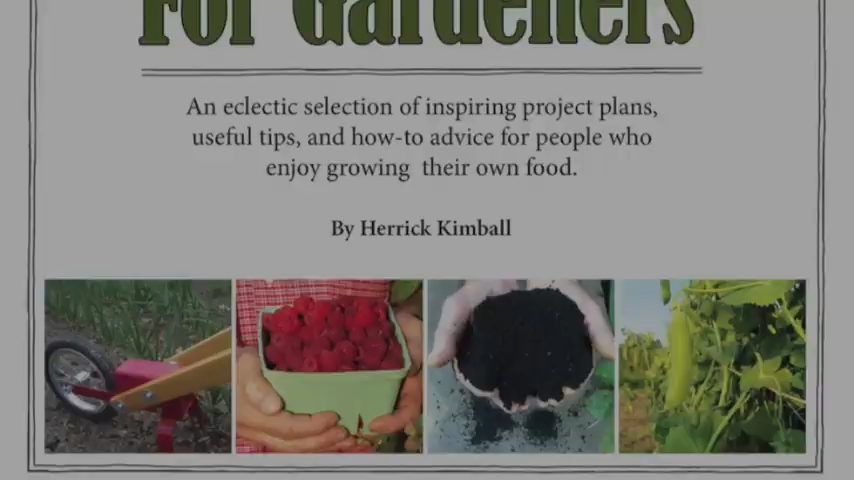 For Gardeners
An eclectic selection of inspiring project plans,
useful tips, and how-to advice for people who
enjoy growing their own food.
By Herrick Kimball